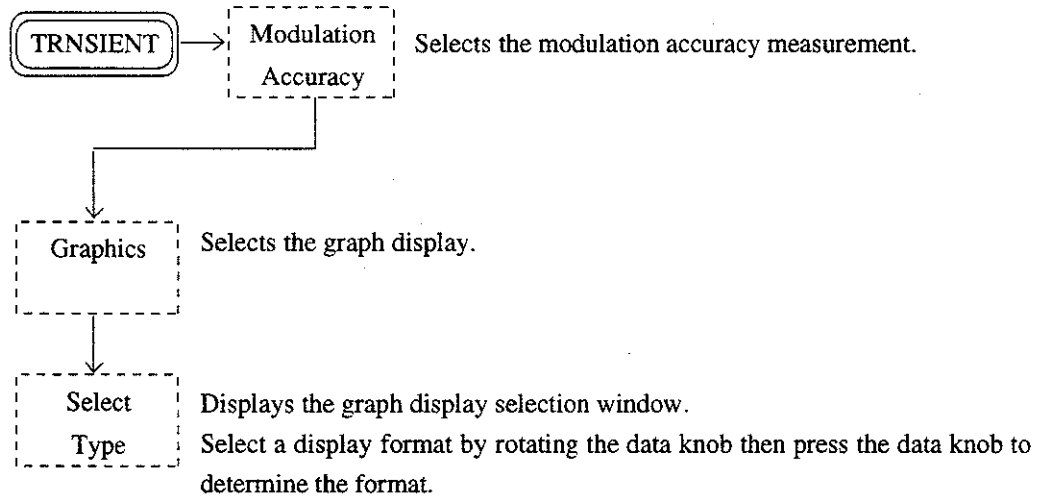 TRNSIENT
Modulation
Accuracy
Selects the modulation accuracy measurement.
Graphics
Selects the graph display.
Select
Type
Displays the graph display selection window.
Select a display format by rotating the data knob then press the data knob to
determine the format.